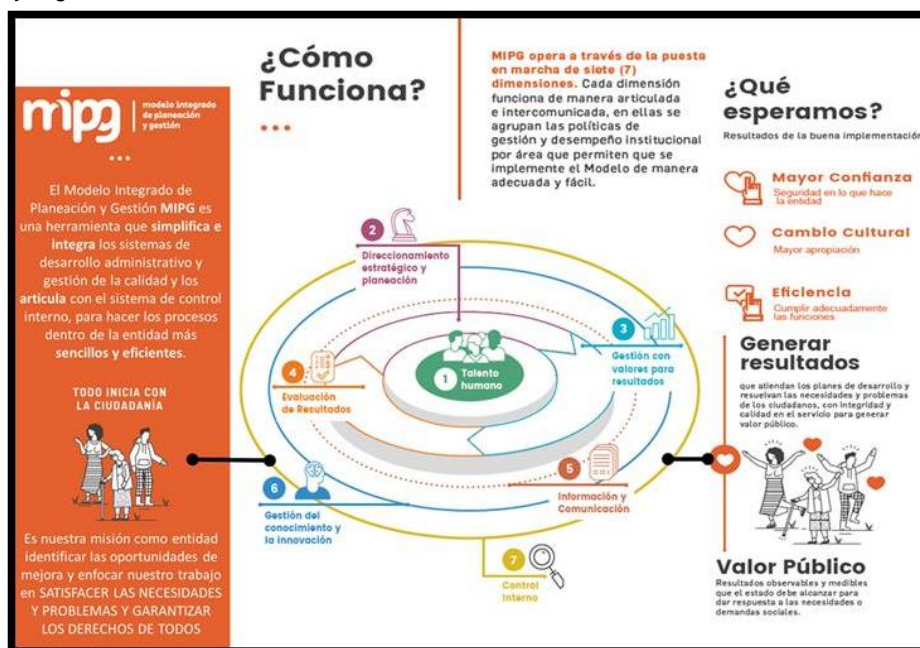 mipg
modelo integrado
de planeación
y gestión
El Modelo Integrado de
Planeación y Gestión MIPG es
una herramienta que simplifica e
integra los sistemas de
desarrollo administrativo y
gestión de la calidad y los
articula con el sistema de control
interno, para hacer los procesos
dentro de la entidad más
sencillos y eficientes.
TODO INICIA CON
LA CIUDADANÍA
Es nuestra misión como entidad
identificar las oportunidades de
mejora y enfocar nuestro trabajo
en SATISFACER LAS NECESIDADES
Y PROBLEMAS Y GARANTIZAR
LOS DERECHOS DE TODOS
¿Cómo
Funciona?
MIPG opera a través de la puesta
en marcha de siete (7)
dimensiones. Cada dimensión
funciona de manera articulada
e intercomunicada, en ellas se
agrupan las políticas de
gestión y desempeño institucional
por área que permiten que se
implemente el Modelo de manera
adecuada y fácil.
2
Direccionamiento
estratégico y
planeación
3
Gestión con
valores para
resultados
1
Talento
humano
4
Evaluación
de Resultados
5
Información y
Comunicación
6
Gestión del
conocimiento y
la innovación
7
Control
Interno
¿Qué
esperamos?
Resultados de la buena implementación
Mayor Confianza
Seguridad en lo que hace
la entidad
Cambio Cultural
Mayor apropiación
Eficiencia
Cumplir adecuadamente
las funciones
Generar
resultados
que atiendan los planes de desarrollo y
resuelvan las necesidades y problemas
de los ciudadanos, con integridad y
calidad en el servicio para generar
valor público.
Valor Público
Resultados observables y medibles
que el estado debe alcanzar para
dar respuesta a las necesidades o
demandas sociales.